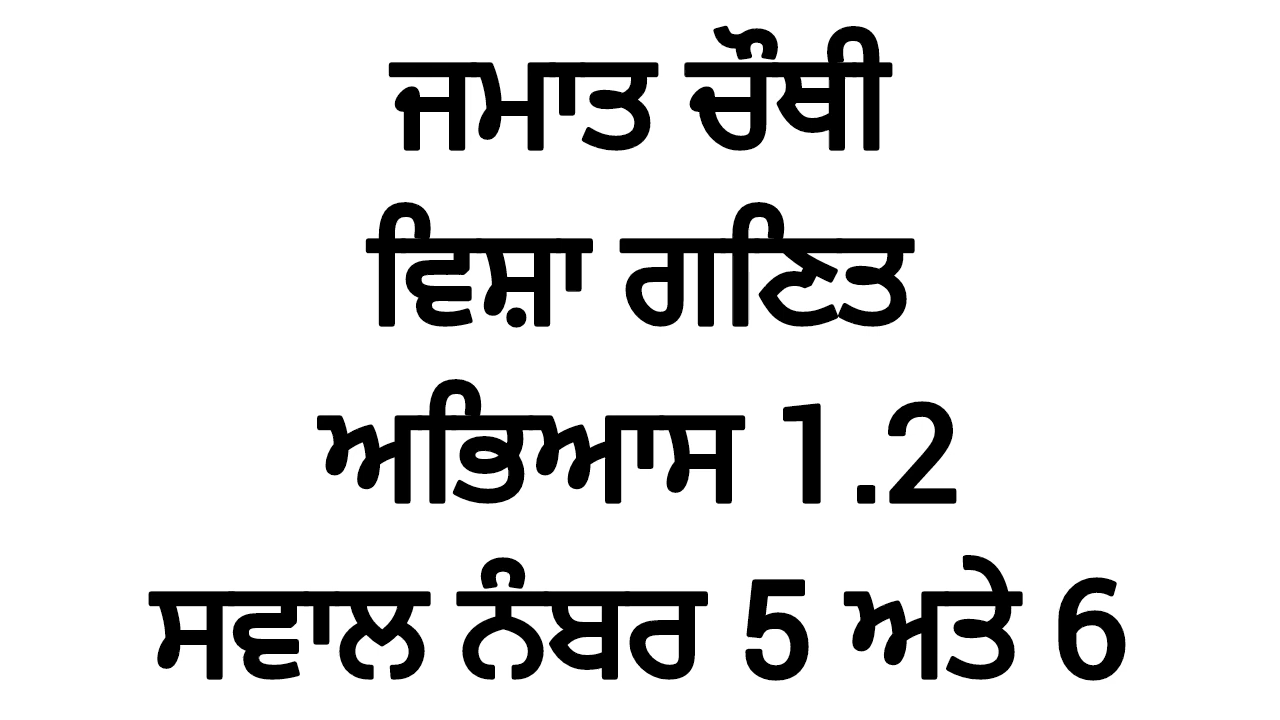 ਜਮਾਤ ਚੌਥੀ
ਵਿਸ਼ਾ ਗਣਿਤ
ਅਭਿਆਸ 1.2
ਸਵਾਲ ਨੰਬਰ 5 ਅਤੇ 6